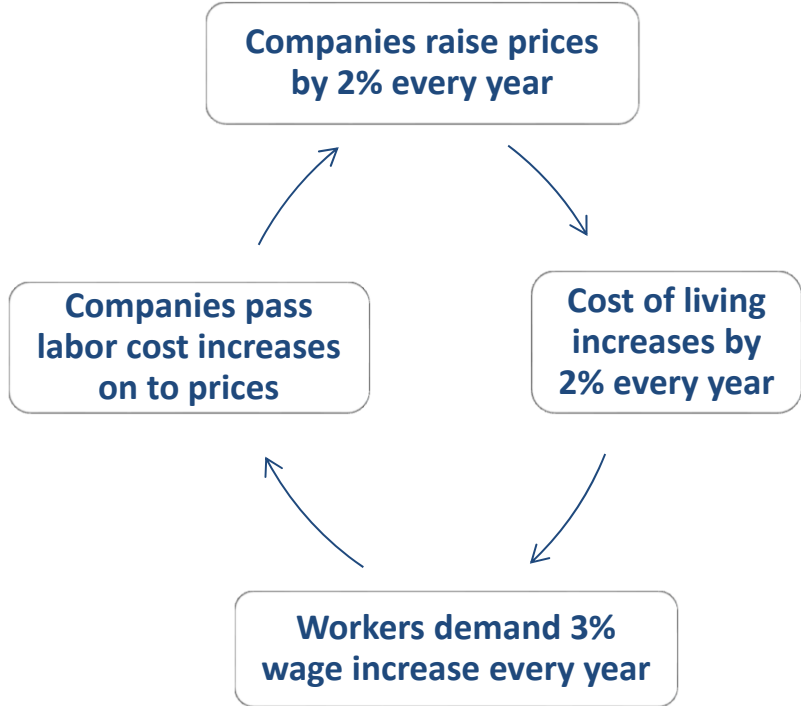 Companies raise prices
by 2% every year
Cost of living
increases by
2% every year
Workers demand 3%
wage increase every year
Companies pass
labor cost increases
on to prices